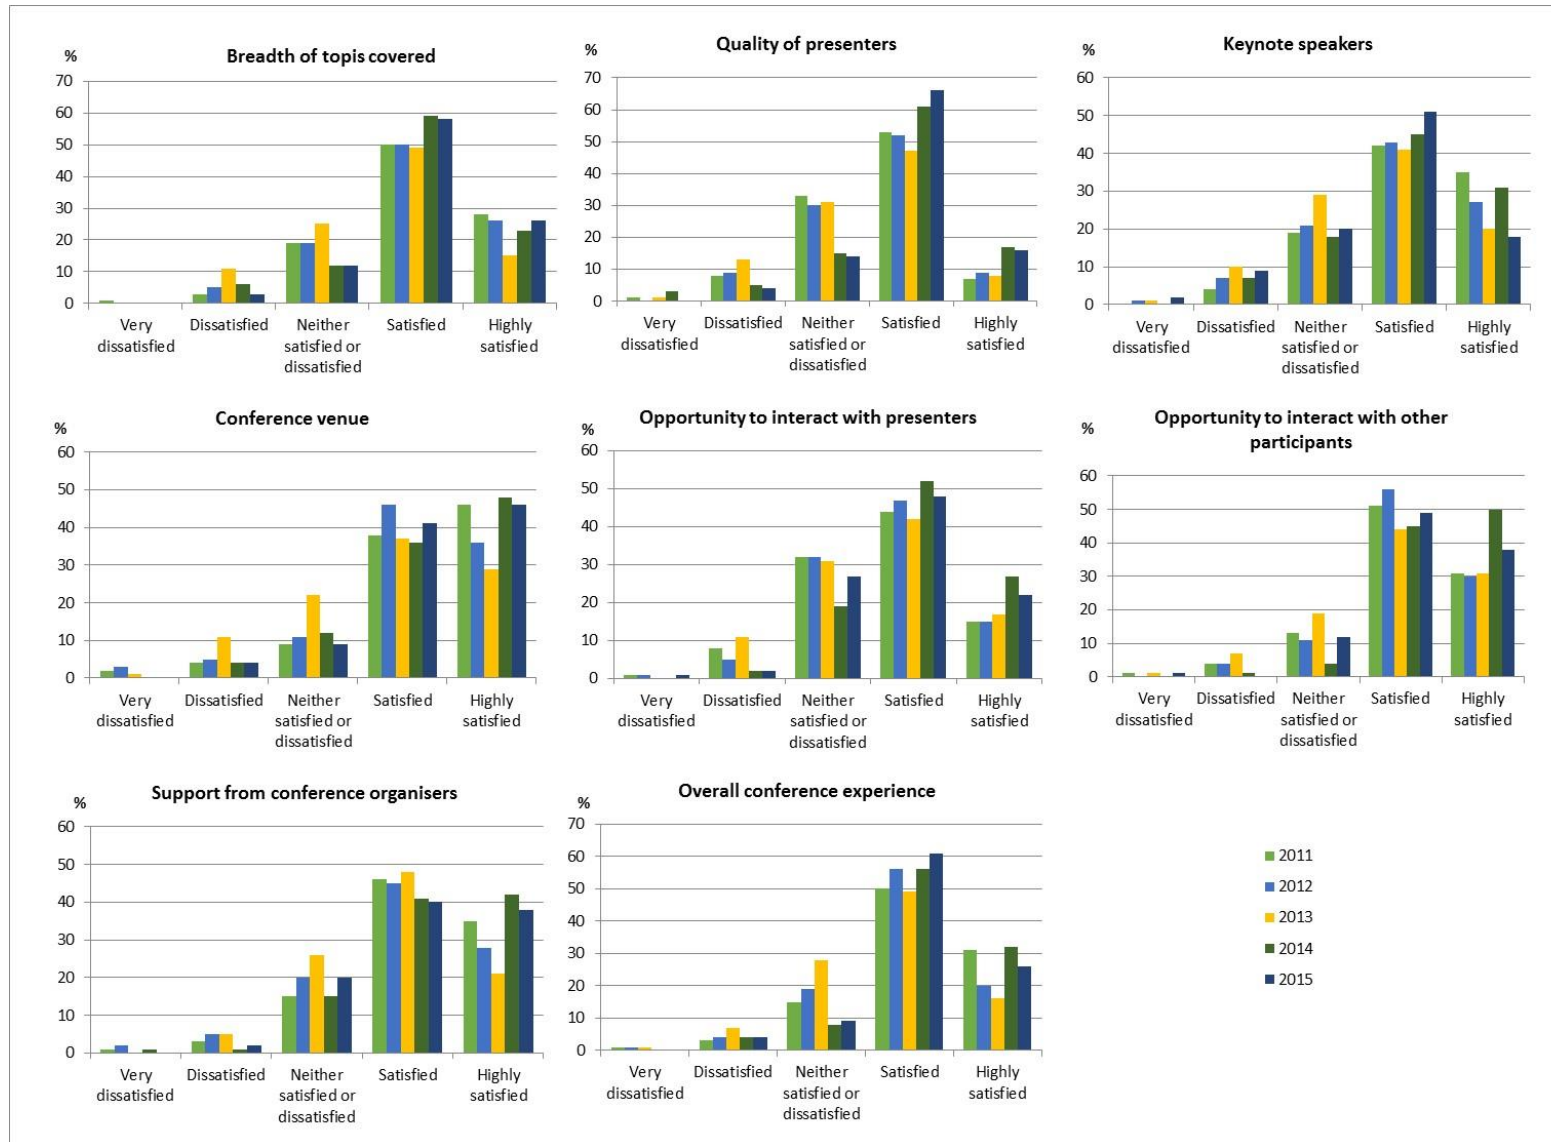 %
Breadth of topis covered
70
60
50
40
30
20
10
0
Very
dissatisfied
Dissatisfied
Neither
satisfied or
dissatisfied
Satisfied
Highly
satisfied
%
Quality of presenters
70
60
50
40
30
20
10
0
Very
dissatisfied
Dissatisfied
Neither
satisfied or
dissatisfied
Satisfied
Highly
satisfied
%
Keynote speakers
60
50
40
30
20
10
0
Very
dissatisfied
Dissatisfied
Neither
satisfied or
dissatisfied
Satisfied
Highly
satisfied
%
Conference venue
60
50
40
30
20
10
0
Very
dissatisfied
Dissatisfied
Neither
satisfied or
dissatisfied
Satisfied
Highly
satisfied
%
Opportunity to interact with presenters
60
50
40
30
20
10
0
Very
dissatisfied
Dissatisfied
Neither
satisfied or
dissatisfied
Satisfied
Highly
satisfied
%
Opportunity to interact with other
participants
60
50
40
30
20
10
0
Very
dissatisfied
Dissatisfied
Neither
satisfied or
dissatisfied
Satisfied
Highly
satisfied
%
Support from conference organisers
60
50
40
30
20
10
0
Very
dissatisfied
Dissatisfied
Neither
satisfied or
dissatisfied
Satisfied
Highly
satisfied
%
Overall conference experience
70
60
50
40
30
20
10
0
Very
dissatisfied
Dissatisfied
Neither
satisfied or
dissatisfied
Satisfied
Highly
satisfied
2011
2012
2013
2014
2015